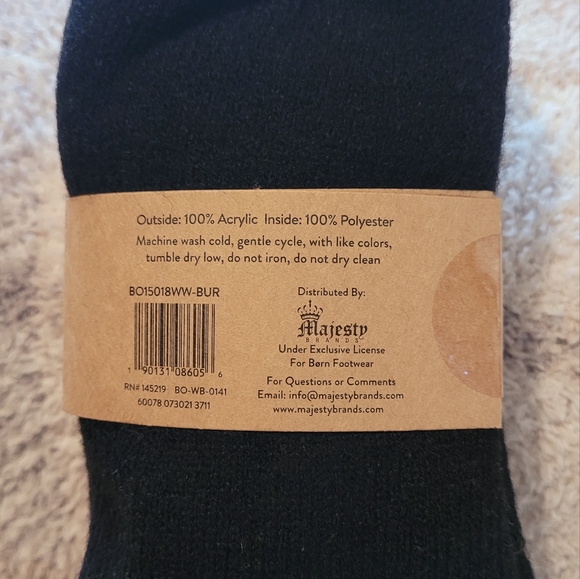 Outside: 100% Acrylic Inside: 100% Polyester
Machine wash cold, gentle cycle, with like colors,
tumble dry low, do not iron, do not dry clean
BO15018WW-BUR
1 90131 08605 6
RN# 145219 BO-WB-0141
60078 073021 3711
Distributed By:
Majesty
BRANDS
Under Exclusive License
For Børn Footwear
For Questions or Comments
Email: info@majestybrands.com
www.majestybrands.com